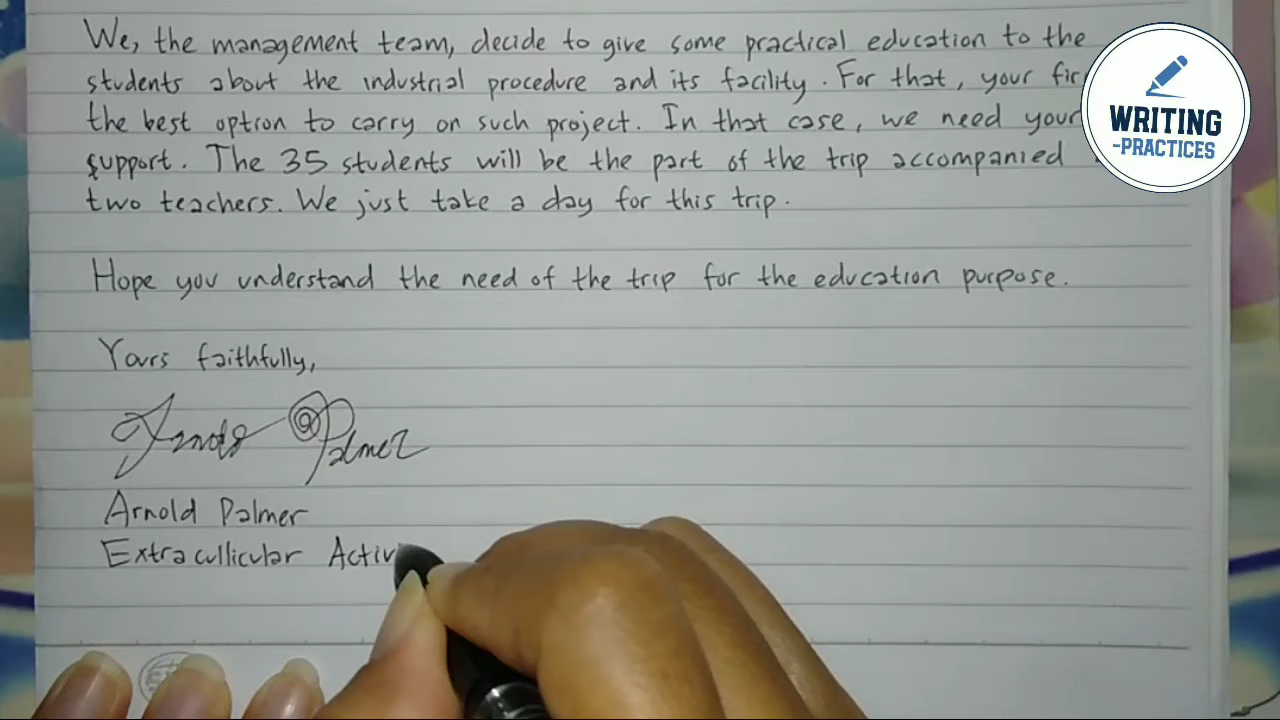 We, the management team, decide to give some practical education to the
students about the industrial procedure and its facility. For that, your
the best option to carry on such project. In that case, we need your
support. The 35 students will be the part of the trip accompanied
two teachers. We just take a day for this trip.
Hope you understand the need of the trip for the education purpose.
Yours faithfully,
Arnold Palmer
Extracullicular Activ
WRITING
-PRACTICES